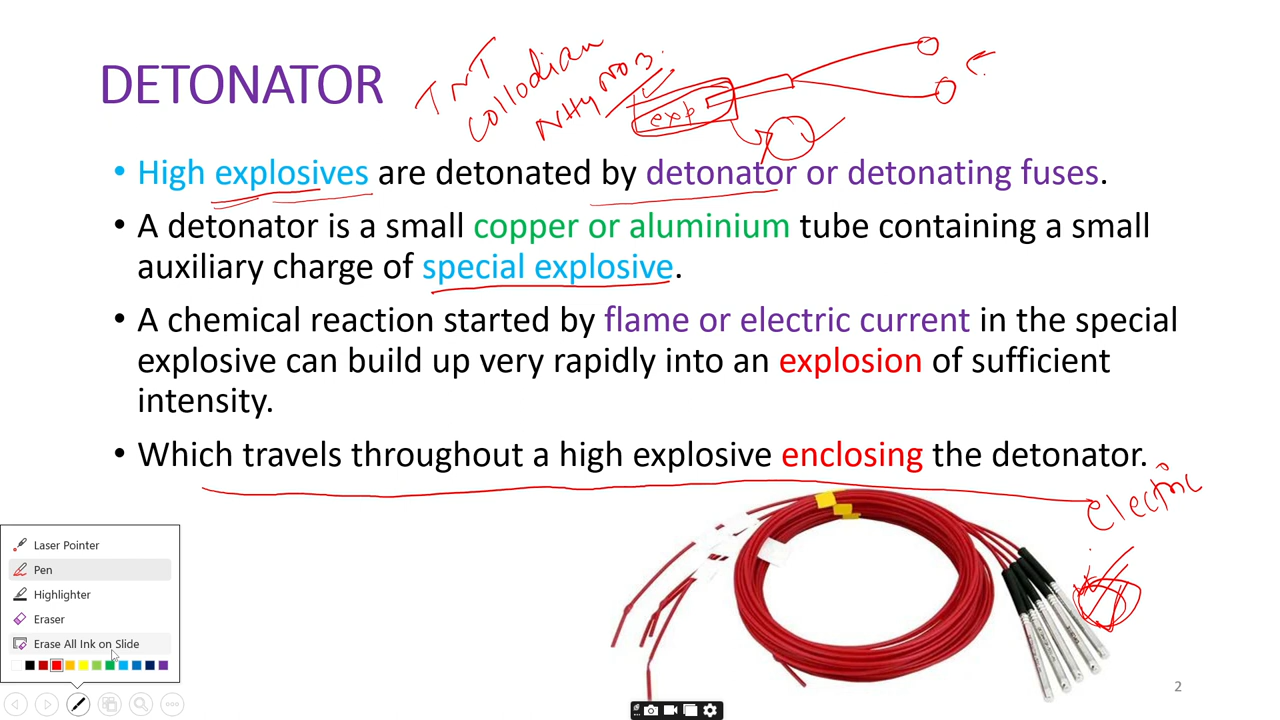 DETONATOR
TNT
Collodian
NH4 NO3
exp
• High explosives are detonated by detonator or detonating fuses.
• A detonator is a small copper or aluminium tube containing a small
auxiliary charge of special explosive.
• A chemical reaction started by flame or electric current in the special
explosive can build up very rapidly into an explosion of sufficient
intensity.
• Which travels throughout a high explosive enclosing the detonator.
Electric
Laser Pointer
Pen
Highlighter
Eraser
Erase All Ink on Slide
2